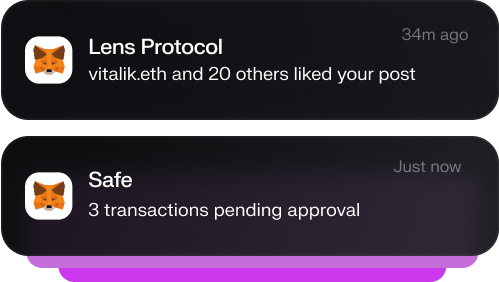 34m ago
Lens Protocol
vitalik.eth and 20 others liked your post
Just now
Safe
3 transactions pending approval